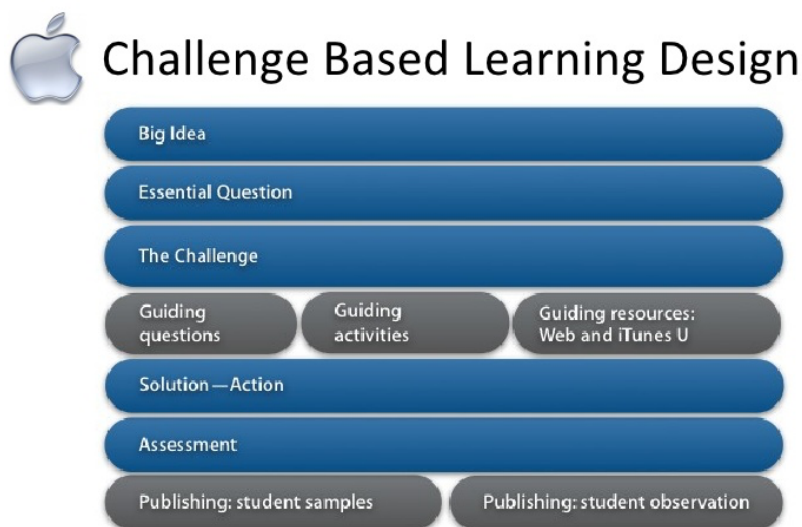 Challenge Based Learning Design
Big Idea
Essential Question
The Challenge
Guiding
questions
Guiding
activities
Guiding resources:
Web and iTunes U
Solution—Action
Assessment
Publishing: student samples
Publishing: student observation